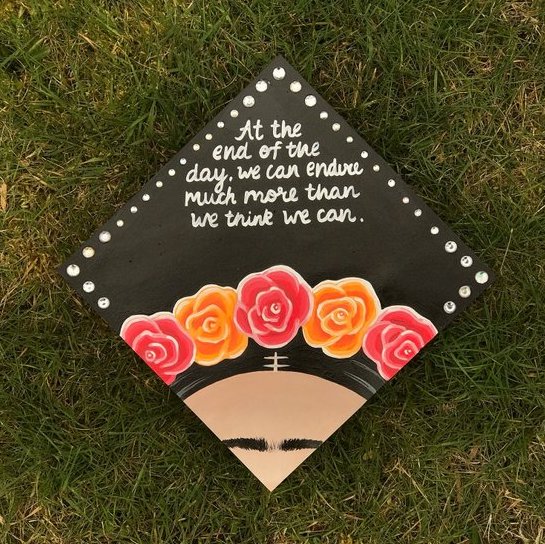 At the
end of the
day, we can endure
much more than
we think we can.